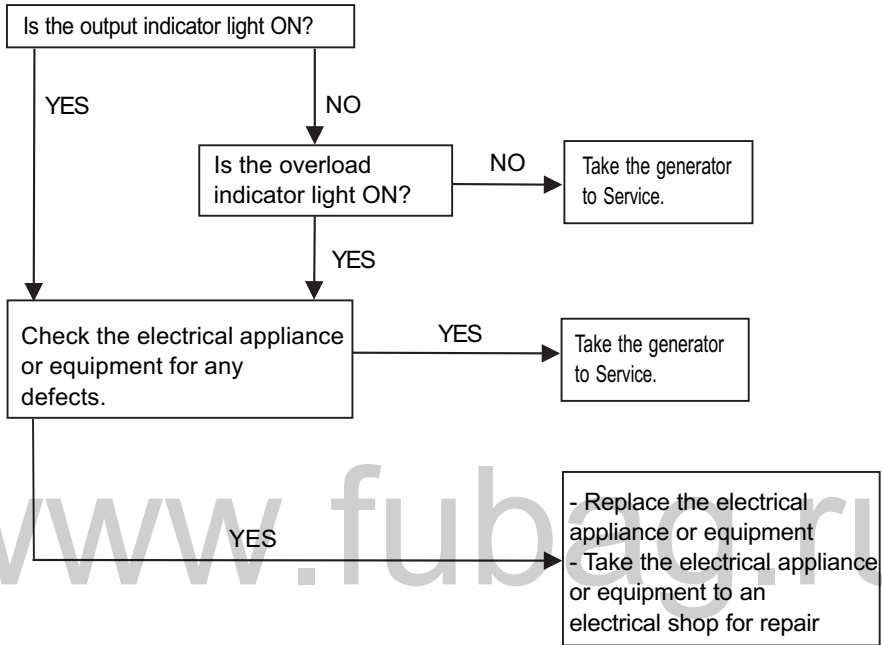 Is the output indicator light ON?
YES
NO
Is the overload
indicator light ON?
NO
Take the generator
to Service.
YES
Check the electrical appliance
or equipment for any
defects.
YES
Take the generator
to Service.
YES
- Replace the electrical
appliance or equipment
- Take the electrical appliance
or equipment to an
electrical shop for repair
www.fubag.ru